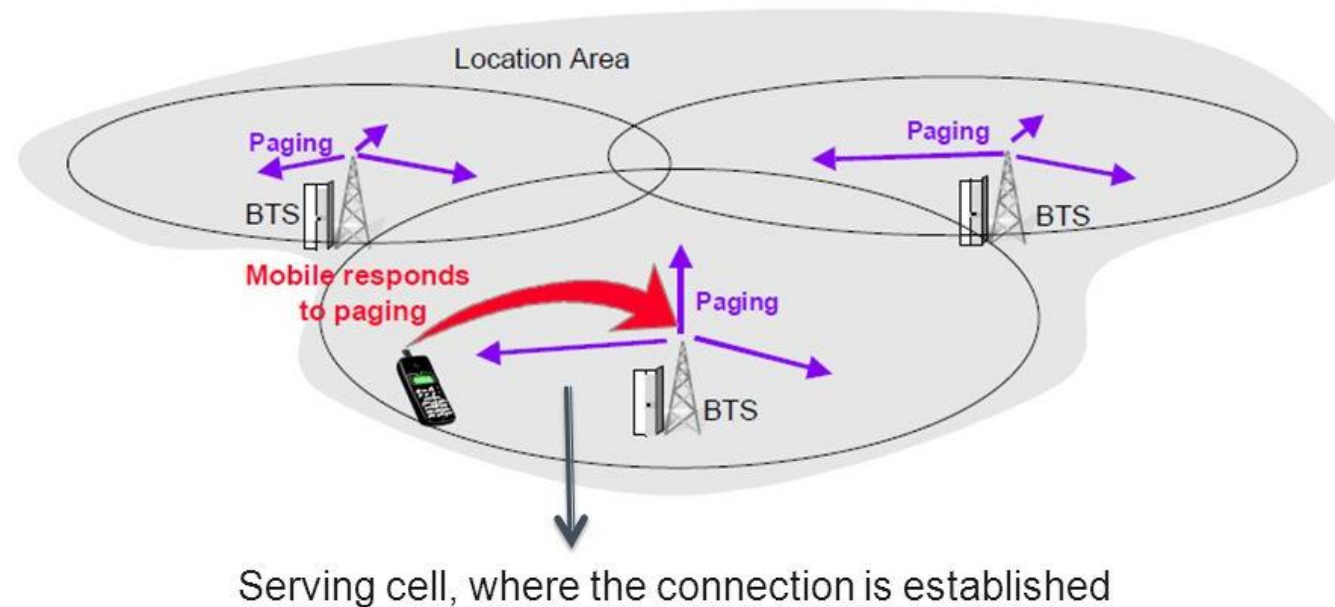 Location Area
Paging
Paging
BTS
BTS
Mobile responds
to paging
Paging
BTS
Serving cell, where the connection is established